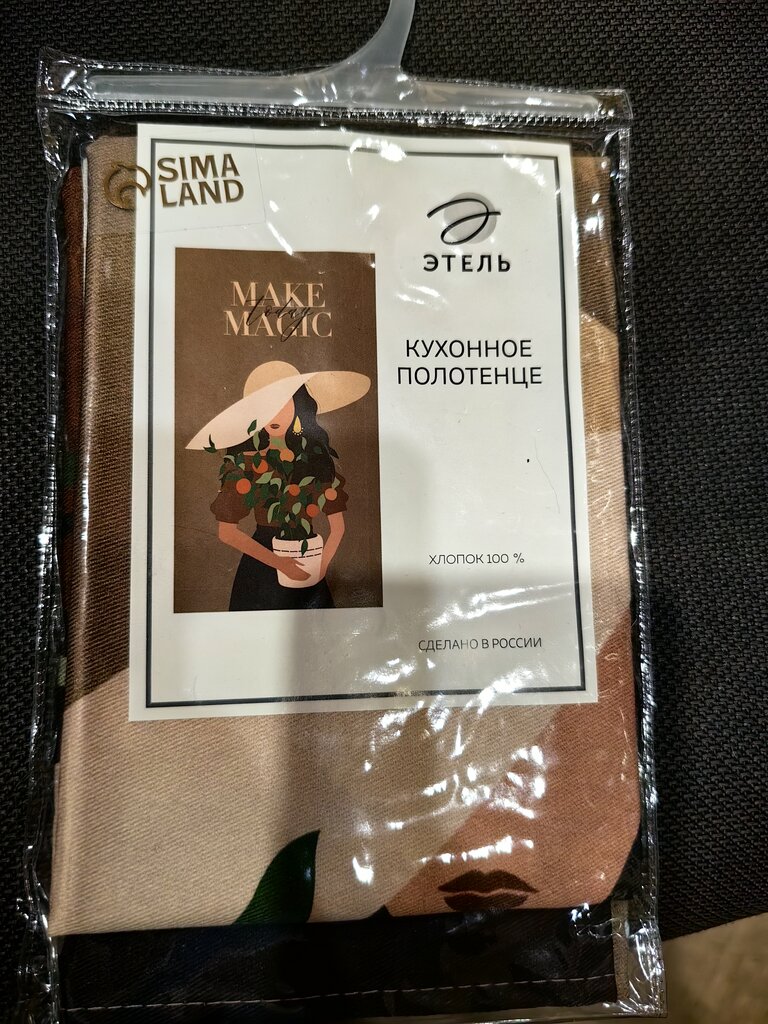 SIMA
LAND
ЭТЕЛЬ
MAKE
today
MAGIC
КУХОННОЕ
ПОЛОТЕНЦЕ
ХЛОПОК 100 %
СДЕЛАНО В РОССИИ